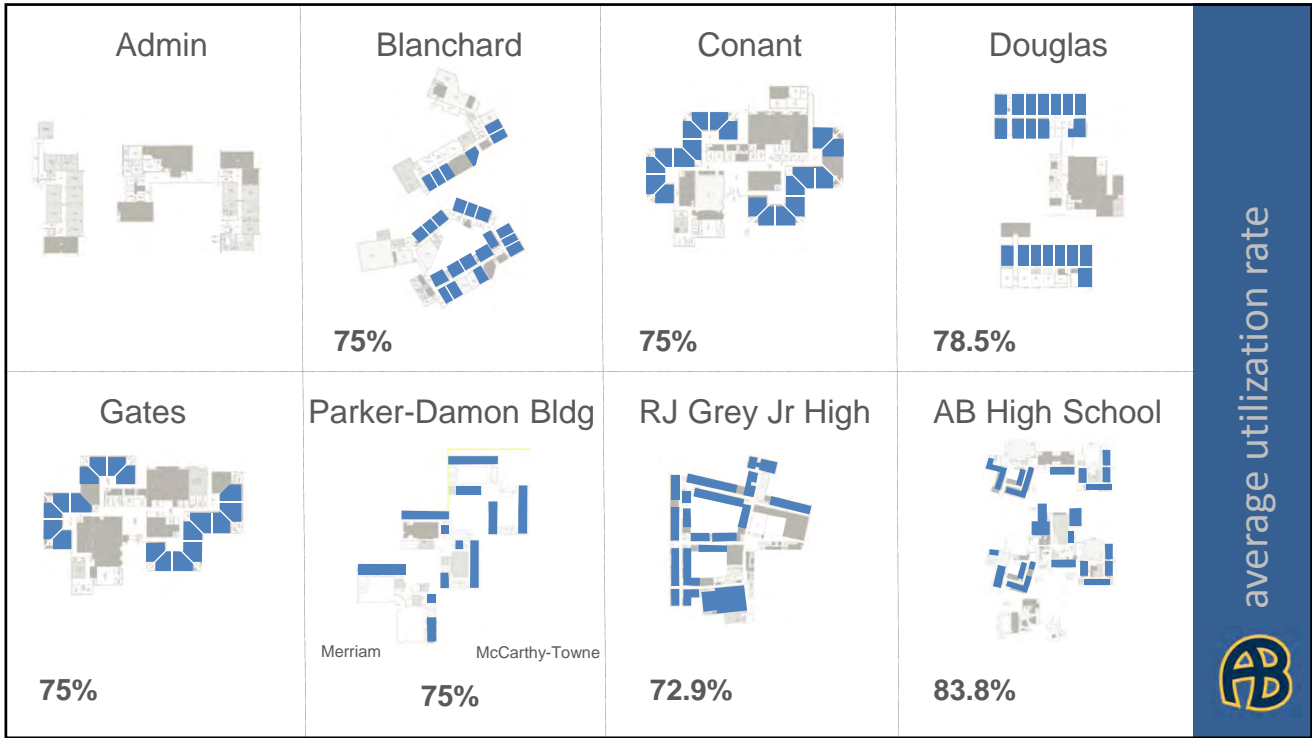 Admin
Blanchard
75%
Conant
75%
Douglas
78.5%
Gates
75%
Parker-Damon Bldg
Merriam
McCarthy-Towne
75%
RJ Grey Jr High
72.9%
AB High School
83.8%
average utilization rate
AB